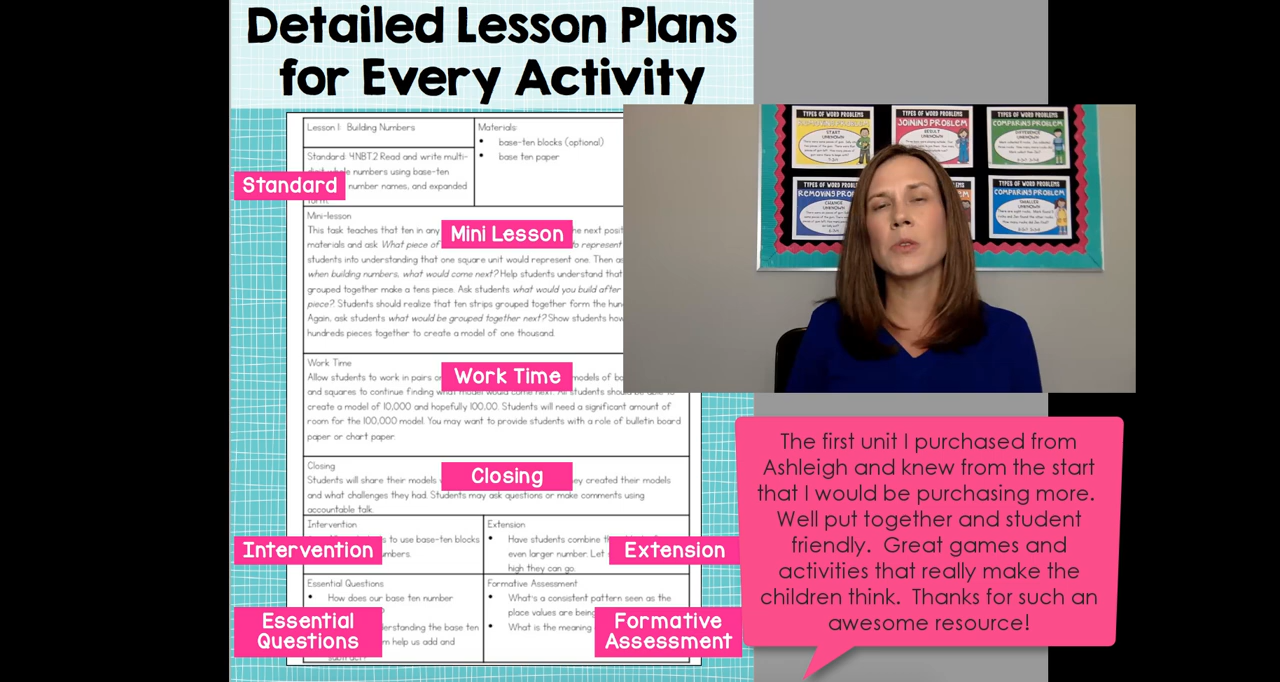 Detailed Lesson Plans
for Every Activity
Lesson 1: Building Numbers
Materials:
base-ten blocks (optional)
base ten paper
Standard: 4.NBT.2 Read and write multi-
numbers using base-ten
number names, and expanded
form.
Standard
Mini-lesson
This task teaches that ten in any
materials and ask What piece of
to represent
students into understanding that one square unit would represent one. Then
when building numbers, what would come next? Help students understand that
grouped together make a tens piece. Ask students what would you build after
piece?. Students should realize that ten strips grouped together form the
Again, ask students what would be grouped together next? Show students how
hundreds pieces together to create a model of one thousand.
Mini Lesson
Work Time
Allow students to work in pairs or
models of
and squares to continue finding what model would come next. All students should be able to
create a model of 10,000 and hopefully 100.00. Students will need a significant amount of
room for the 100,000 model. You may want to provide students with a role of bulletin board
paper or chart paper.
Work Time
Closing
Students will share their models
they created their models
and what challenges they had. Students may ask questions or make comments using
accountable talk.
Closing
Intervention
to use base-ten blocks
Intervention
Extension
Have students combine
even larger number. Let
high they can go.
Extension
Essential Questions
How does our base ten number
understanding the base ten
help us add and
subtract?
Essential
Questions
Formative Assessment
What's a consistent pattern seen as the
place values are being
What is the meaning
Formative
Assessment
TYPES OF WORD PROBLEMS
START
UNKNOWN
TYPES OF WORD PROBLEMS
JOINING PROBLEM
RESULT
UNKNOWN
TYPES OF WORD PROBLEMS
COMPARING PROBLEM
DIFFERENCE
UNKNOWN
TYPES OF WORD PROBLEMS
REMOVING PROBLEM
CHANGE
UNKNOWN
TYPES OF WORD PROBLEMS
COMPARING PROBLEM
SMALLER
UNKNOWN
The first unit I purchased from
Ashleigh and knew from the start
that I would be purchasing more.
Well put together and student
friendly. Great games and
activities that really make the
children think. Thanks for such an
awesome resource!